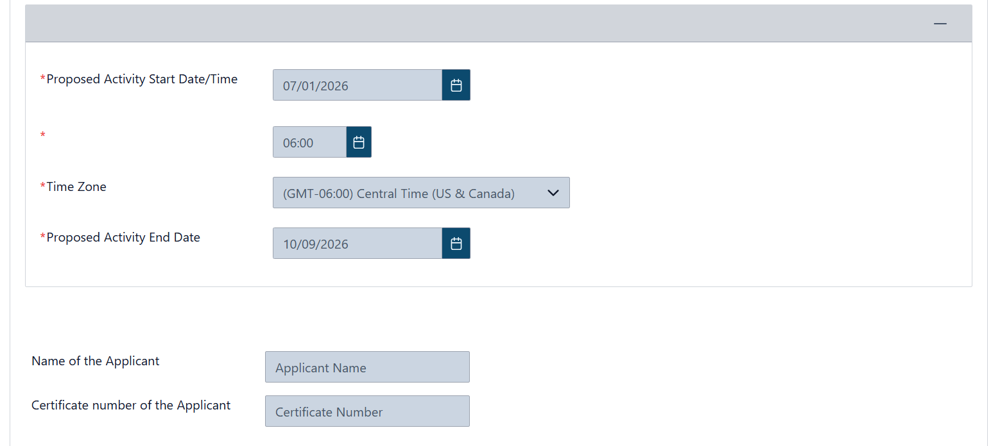 *Proposed Activity Start Date/Time
07/01/2026
*
06:00
*Time Zone
(GMT-06:00) Central Time (US & Canada)
*Proposed Activity End Date
10/09/2026
Name of the Applicant
Applicant Name
Certificate number of the Applicant
Certificate Number